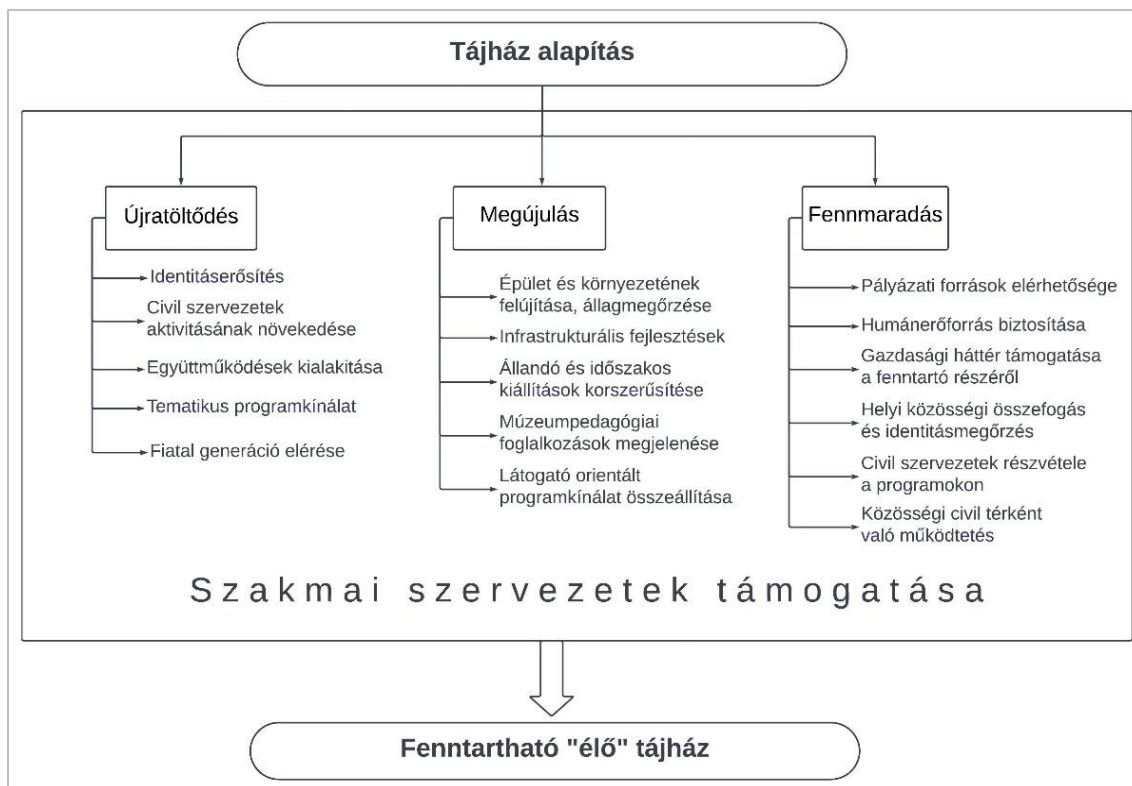 Tájház alapítás
Újratöltődés
Identitáserősítés
Civil szervezetek
aktivitásának növekedése
Együttműködések kialakitása
Tematikus programkínálat
Fiatal generáció elérése
Megújulás
Épület és környezetének
felújítása, állagmegőrzése
Infrastrukturális fejlesztések
Állandó és időszakos
kiállítások korszerűsítése
Múzeumpedagógiai
foglalkozások megjelenése
Látogató orientált
programkínálat összeállítása
Fennmaradás
Pályázati források elérhetősége
Humánerőforrás biztosítása
Gazdasági háttér támogatása
a fenntartó részéről
Helyi közösségi összefogás
és identitásmegőrzés
Civil szervezetek részvétele
a programokon
Közösségi civil térként
való működtetés
Szakmai szervezetek támogatása
Fenntartható "élő" tájház